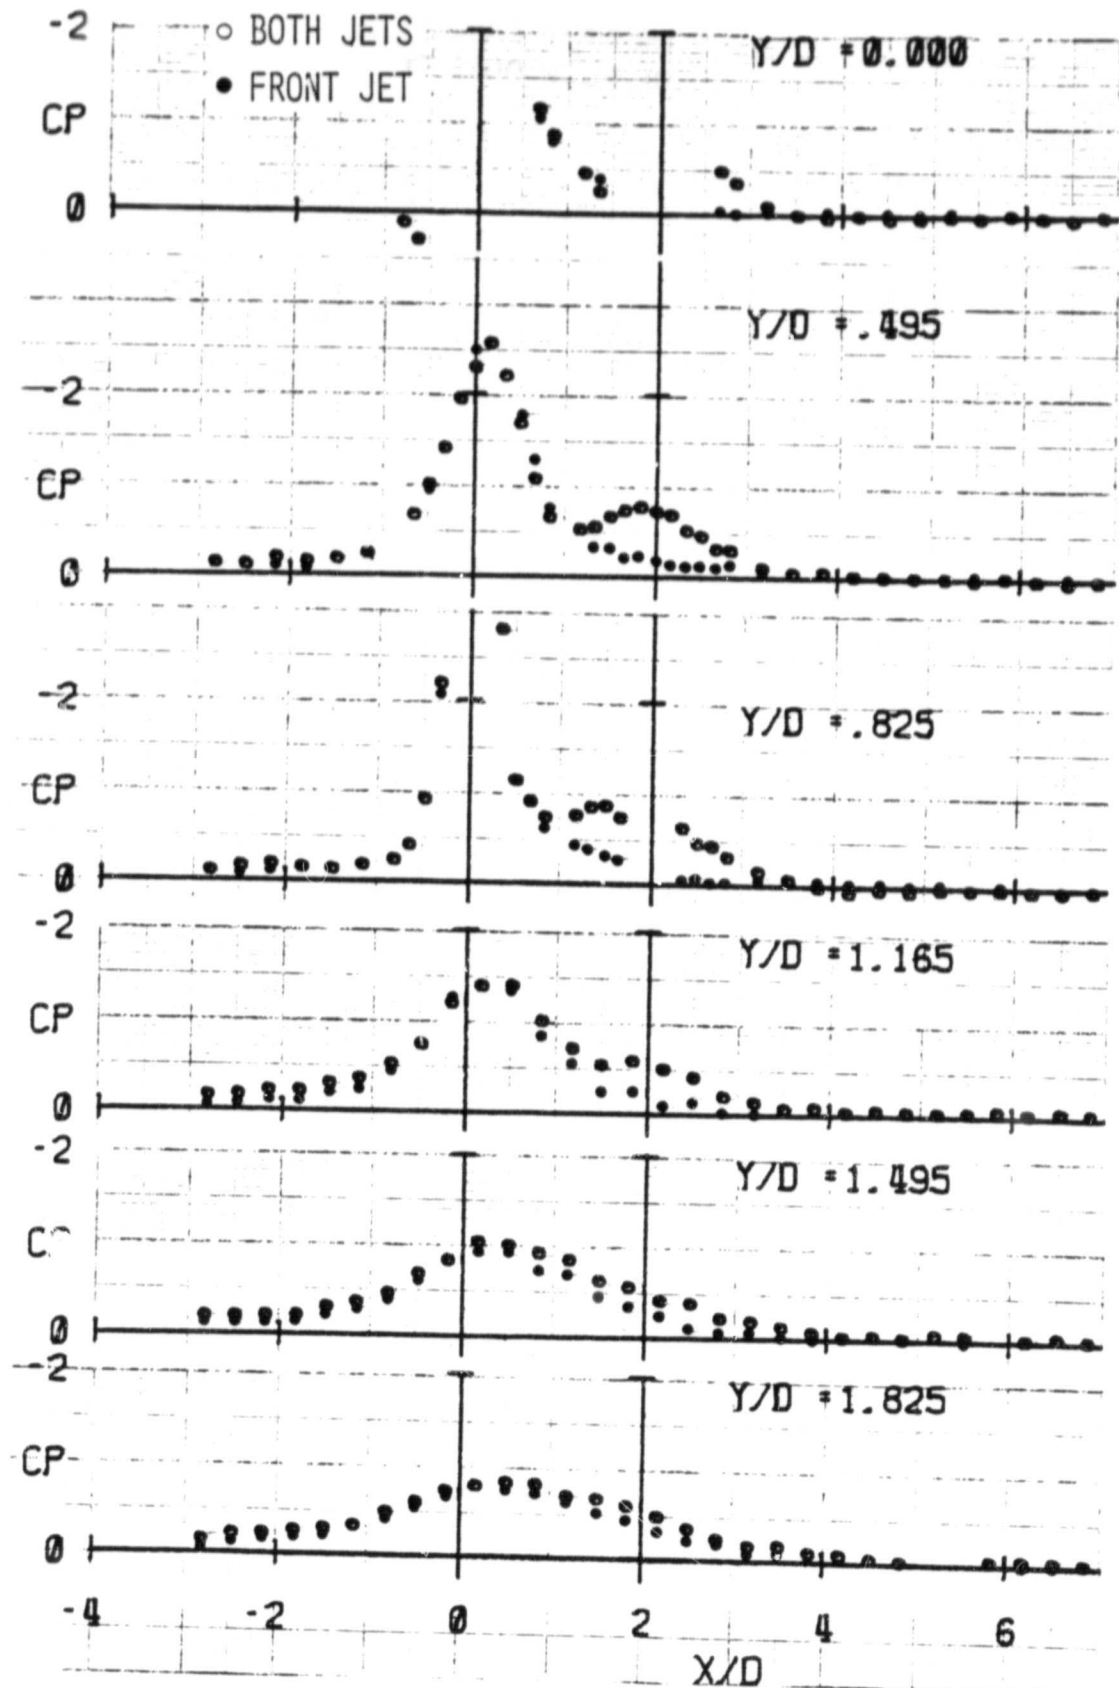 -2
○ BOTH JETS
● FRONT JET
Y/D = 0.000
CP
0
Y/D = .495
-2
CP
0
-2
Y/D = .825
CP
0
-2
Y/D = 1.165
CP
0
-2
Y/D = 1.495
0
-2
Y/D = 1.825
CP
0
-4 -2 0 2 4 6
X/D